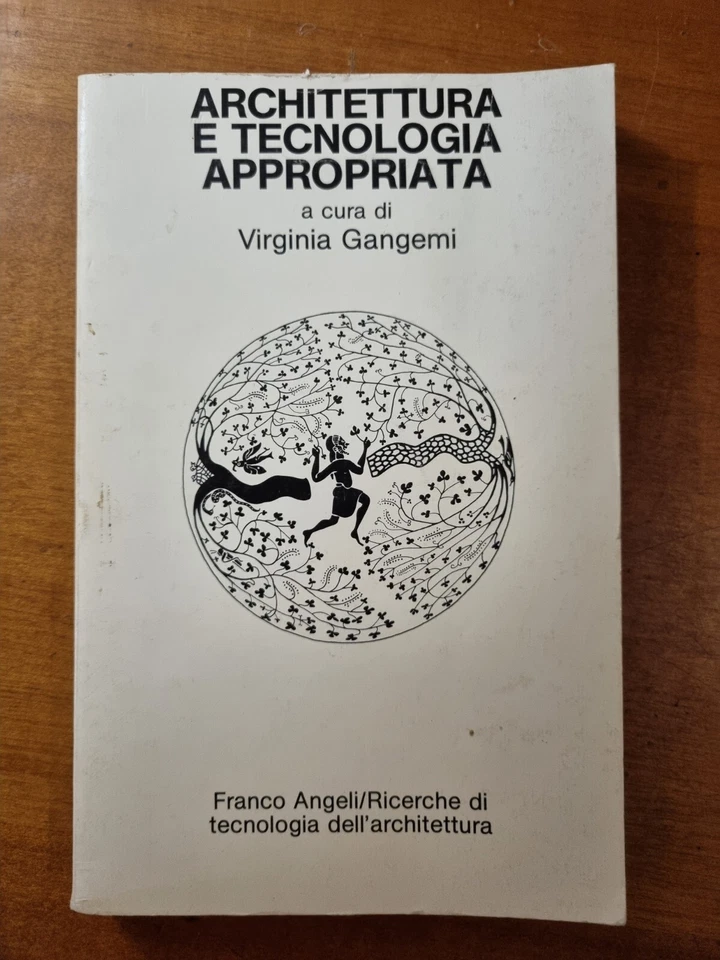 ARCHITETTURA
E TECNOLOGIA
APPROPRIATA
a cura di
Virginia Gangemi
Franco Angeli/Ricerche di
tecnologia dell'architettura